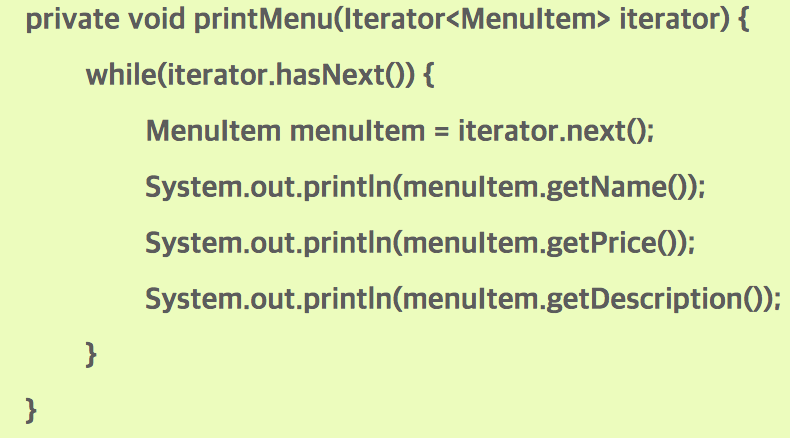 private void printMenu(Iterator<MenuItem> iterator) {
while(iterator.hasNext()) {
MenuItem menuItem = iterator.next();
System.out.println(menuItem.getName());
System.out.println(menuItem.getPrice());
System.out.println(menuItem.getDescription());
}
}